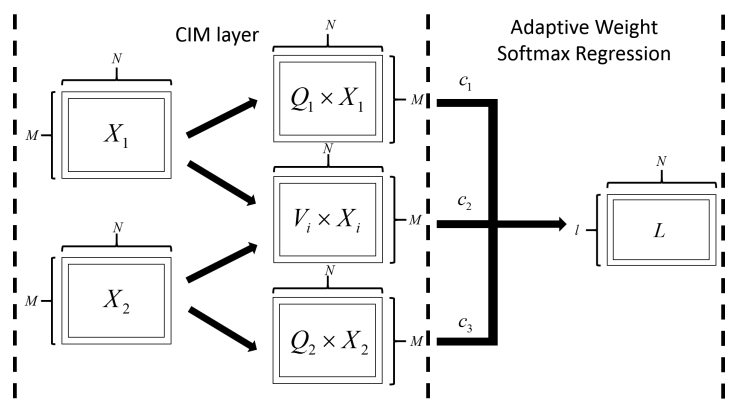 CIM layer
Adaptive Weight
Softmax Regression
N
M
X₁
N
M
X₂
N
Q₁ × X₁
M
N
Vᵢ × Xᵢ
M
N
Q₂ × X₂
M
c₁
c₂
c₃
N
l
L